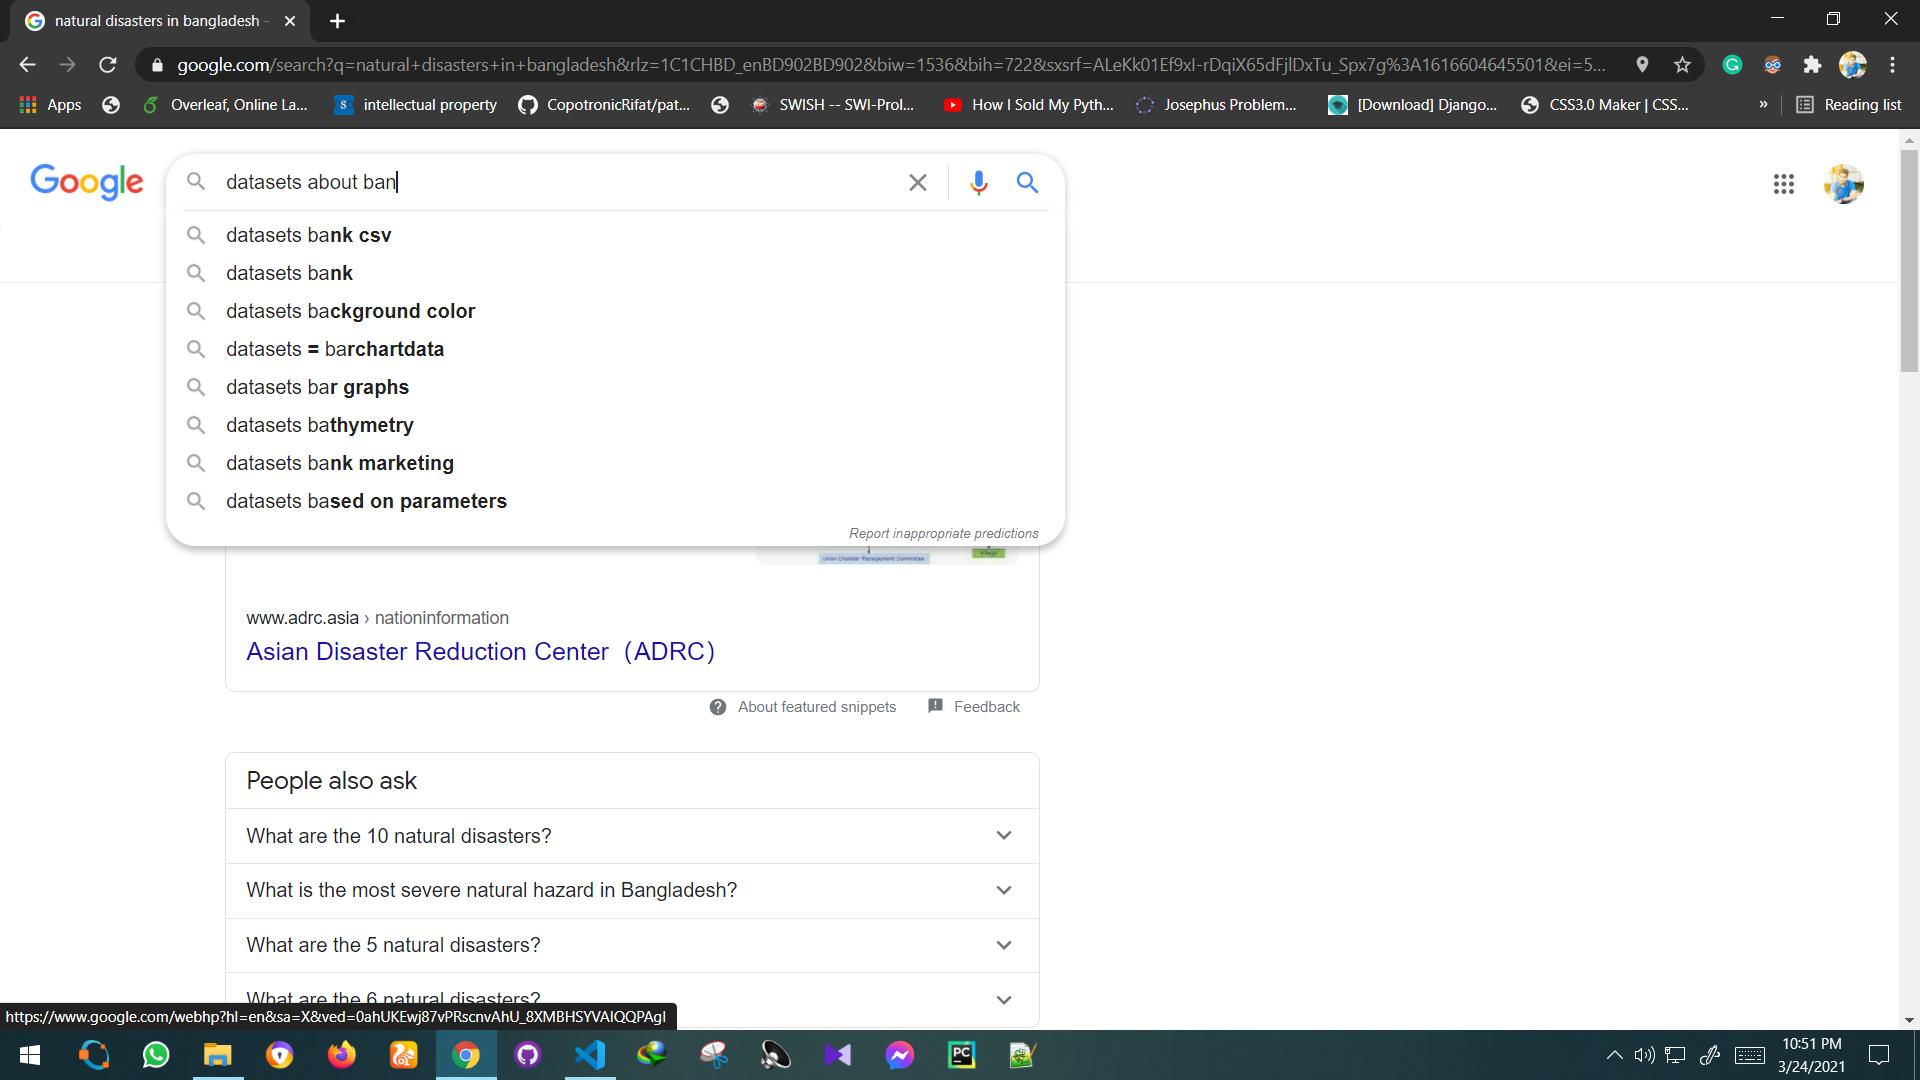 natural disasters in bangladesh -
google.com/search?q=natural+disasters+in+bangladesh&rlz=1C1CHBD_enBD902BD902&biw=1536&bih=722&sxsrf=ALeKk01Ef9xI-rDqiX65dFjlDxTu_Spx7g%3A1616604645501&ei=5...
Apps Overleaf, Online La... intellectual property CopotronicRifat/pat... SWISH -- SWI-Prol... How I Sold My Pyth... Josephus Problem... [Download] Django... CSS3.0 Maker | CSS... » Reading list
Google
datasets about ban
datasets bank csv
datasets bank
datasets background color
datasets = barchartdata
datasets bar graphs
datasets bathymetry
datasets bank marketing
datasets based on parameters
Report inappropriate predictions
Union Disaster Management Committee
www.adrc.asia › nationinformation
Asian Disaster Reduction Center（ADRC）
About featured snippets Feedback
People also ask
What are the 10 natural disasters?
What is the most severe natural hazard in Bangladesh?
What are the 5 natural disasters?
What are the 6 natural disasters?
https://www.google.com/webhp?hl=en&sa=X&ved=0ahUKEwj87vPRscnvAhU_8XMBHSYVAIQQPAgI
10:51 PM
3/24/2021